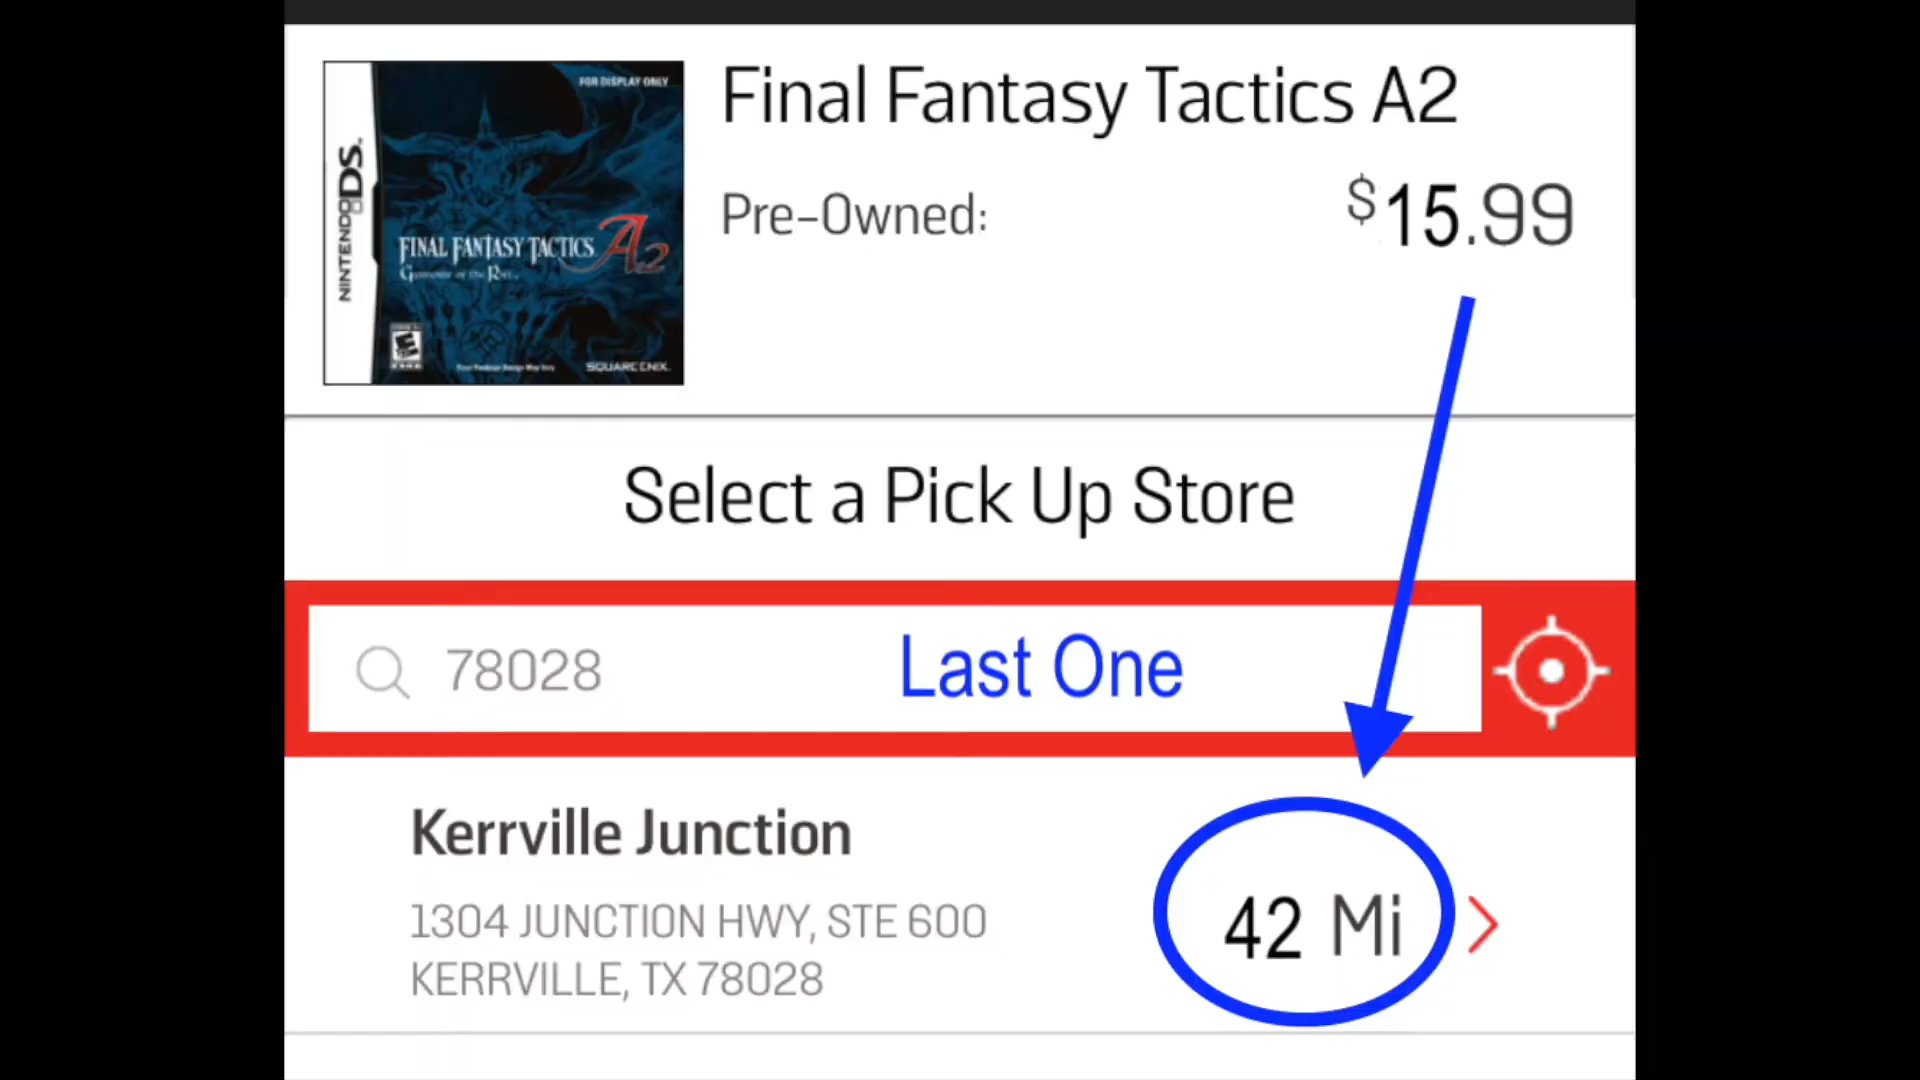 FOR DISPLAY ONLY
NINTENDO DS
FINAL FANTASY TACTICS A2
Final Fantasy Tactics A2
Pre-Owned:
$15.99
E
SQUARE ENIX
Select a Pick Up Store
78028
Last One
Kerrville Junction
1304 JUNCTION HWY, STE 600
KERRVILLE, TX 78028
42 Mi